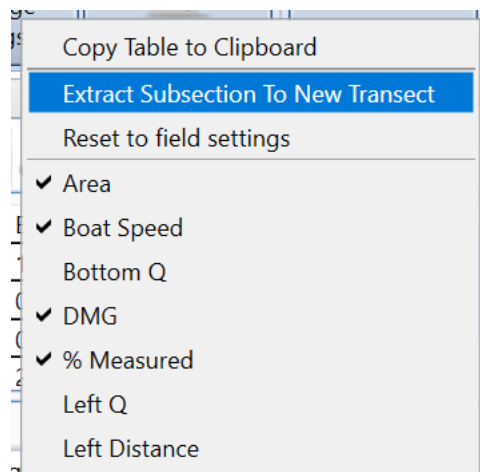 Copy Table to Clipboard
Extract Subsection To New Transect
Reset to field settings
Area
Boat Speed
Bottom Q
DMG
% Measured
Left Q
Left Distance